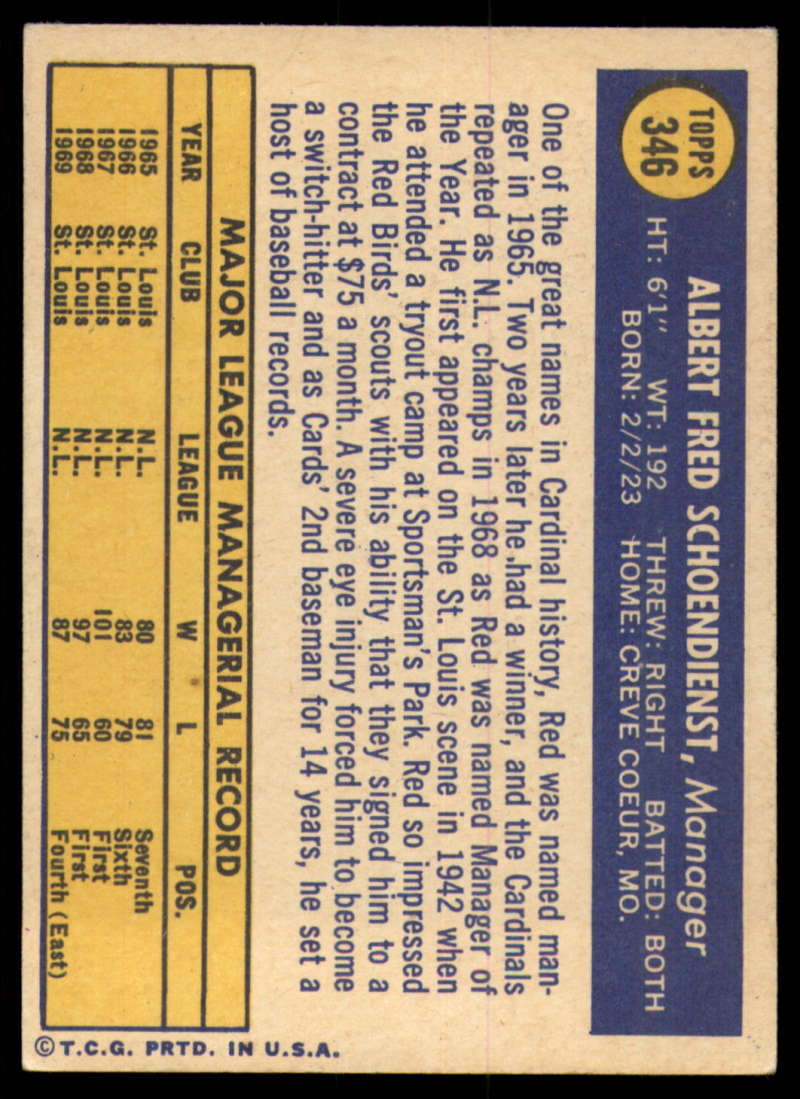 TOPPS
346
ALBERT FRED SCHOENDIENST, Manager
HT: 6'1" WT: 192 THREW: RIGHT BATTED: BOTH
BORN: 2/2/23 HOME: CREVE COEUR, MO.
One of the great names in Cardinal history, Red was named man-
ager in 1965. Two years later he had a winner, and the Cardinals
repeated as N.L. champs in 1968 as Red was named Manager of
the Year. He first appeared on the St. Louis scene in 1942 when
he attended a tryout camp at Sportsman's Park. Red so impressed
the Red Birds' scouts with his ability that they signed him to a
contract at $75 a month. A severe eye injury forced him to become
a switch-hitter and as Cards' 2nd baseman for 14 years, he set a
host of baseball records.
MAJOR LEAGUE MANAGERIAL RECORD
YEAR CLUB LEAGUE W L POS.
1965 St. Louis N.L. 80 81 Seventh
1966 St. Louis N.L. 83 79 Sixth
1967 St. Louis N.L. 101 60 First
1968 St. Louis N.L. 97 65 First
1969 St. Louis N.L. 87 75 Fourth (East)
© T.C.G. PRTD. IN U.S.A.